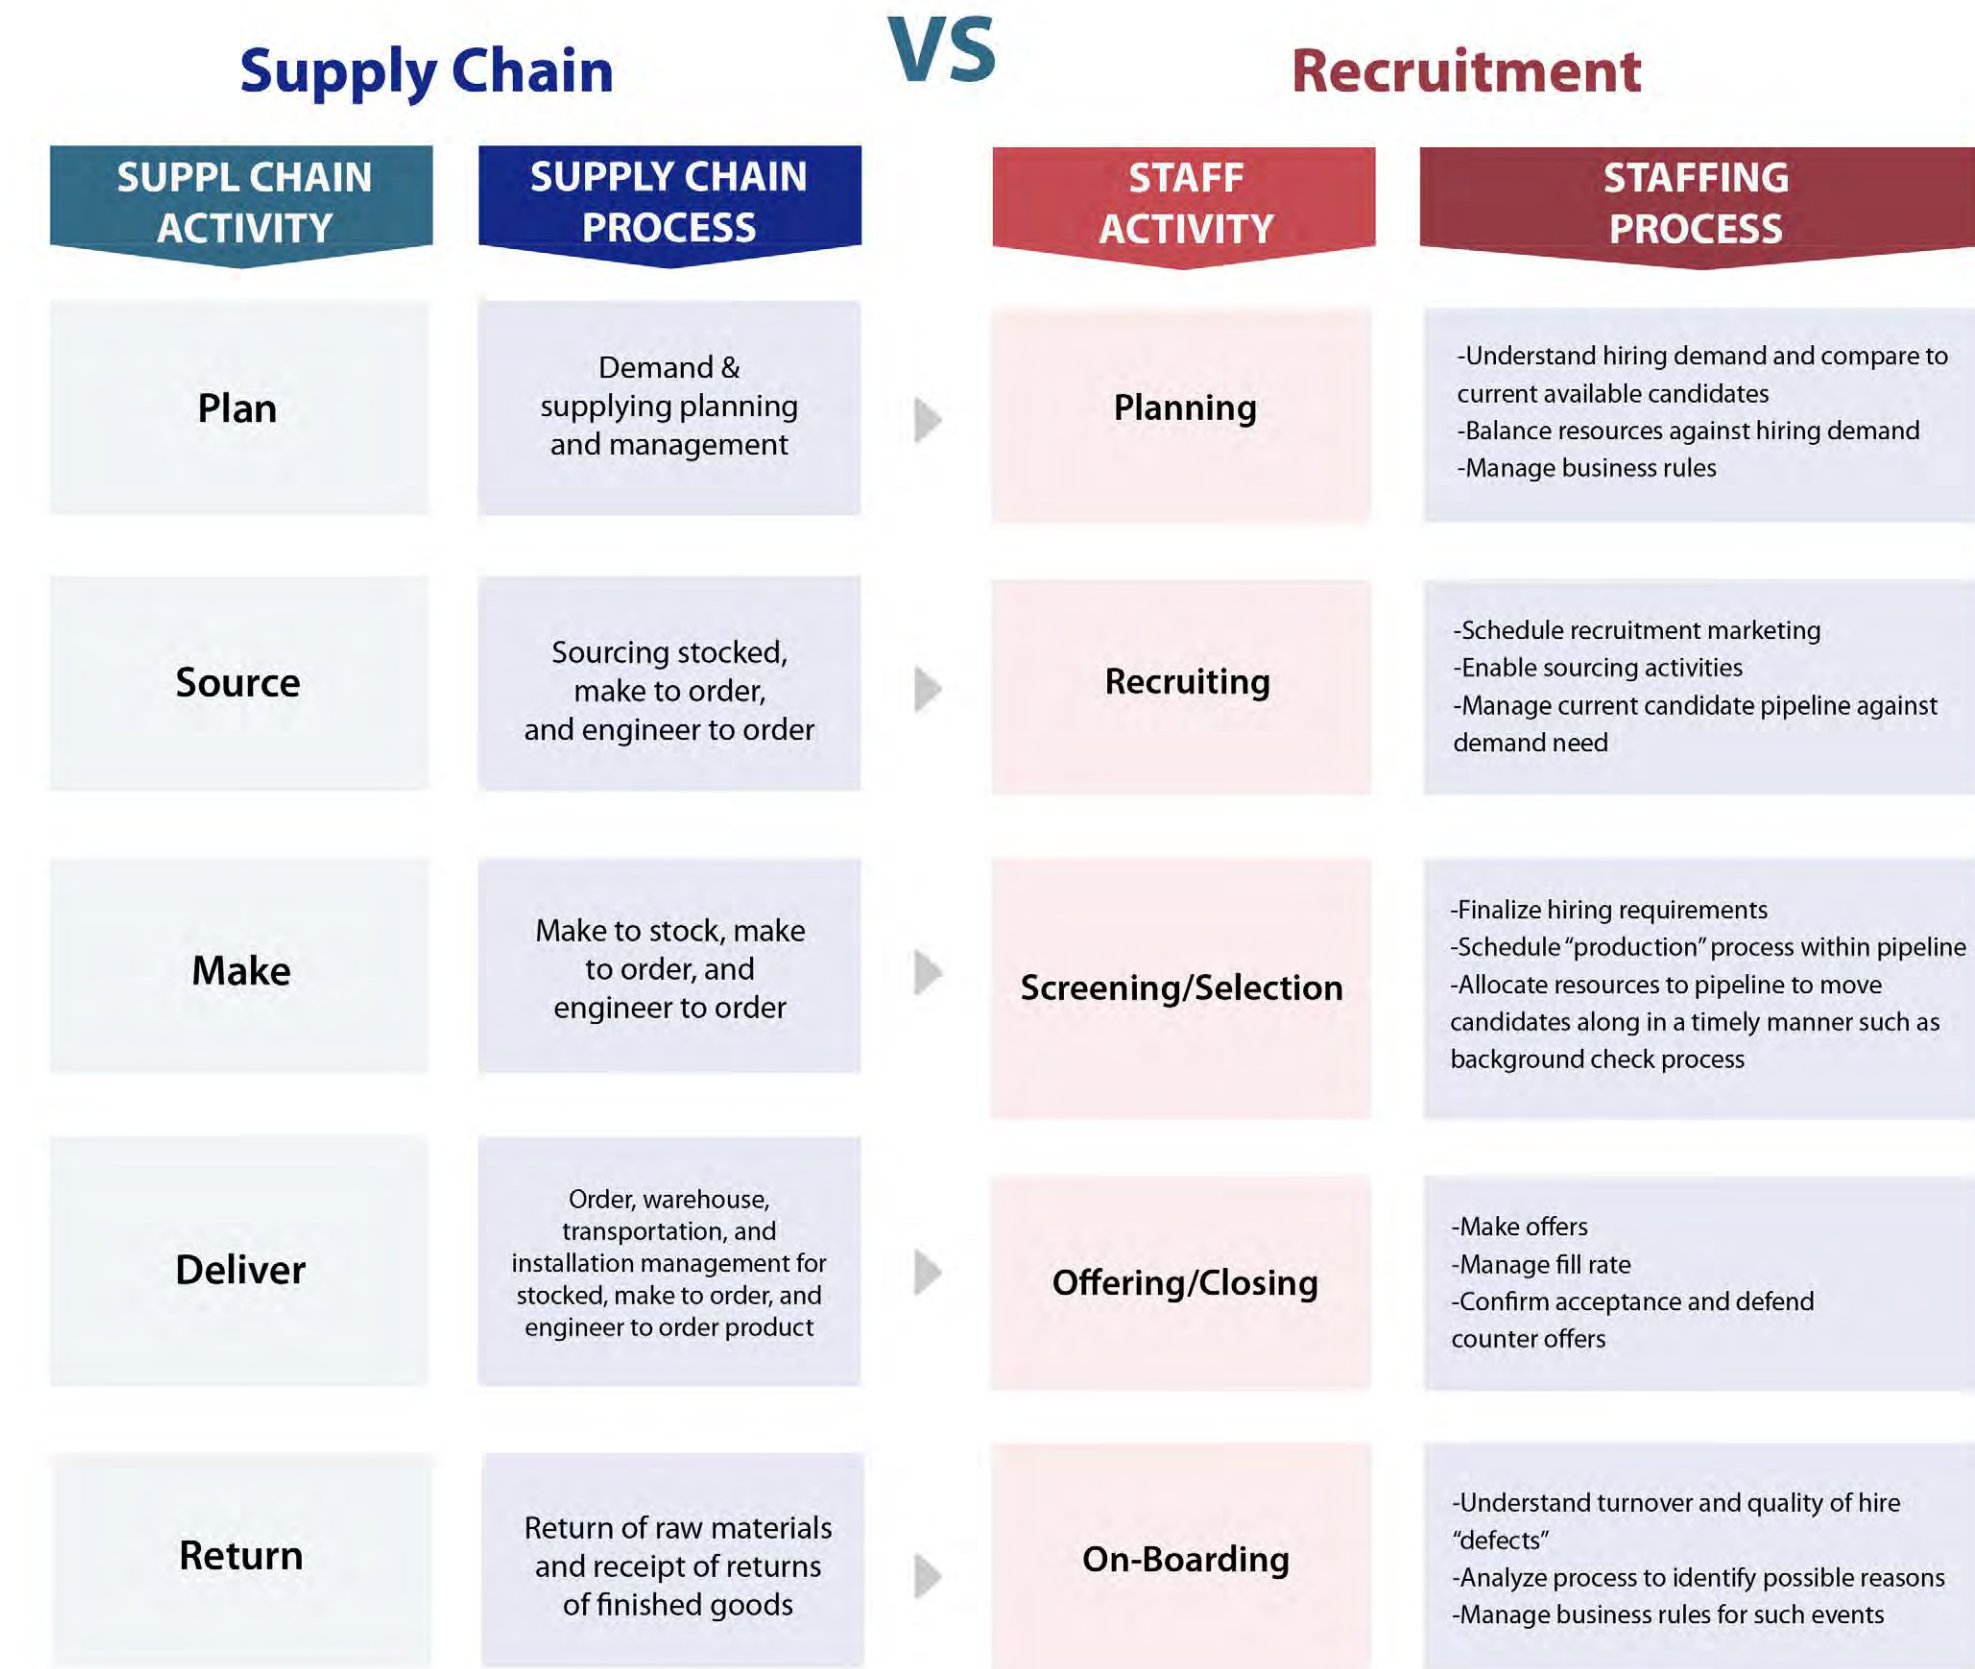 Supply Chain
VS
Recruitment
SUPPL CHAIN
ACTIVITY
SUPPLY CHAIN
PROCESS
STAFF
ACTIVITY
STAFFING
PROCESS
Plan
Demand &
supplying planning
and management
Planning
-Understand hiring demand and compare to
current available candidates
-Balance resources against hiring demand
-Manage business rules
Source
Sourcing stocked,
make to order,
and engineer to order
Recruiting
-Schedule recruitment marketing
-Enable sourcing activities
-Manage current candidate pipeline against
demand need
Make
Make to stock, make
to order, and
engineer to order
Screening/Selection
-Finalize hiring requirements
-Schedule “production” process within pipeline
-Allocate resources to pipeline to move
candidates along in a timely manner such as
background check process
Deliver
Order, warehouse,
transportation, and
installation management for
stocked, make to order, and
engineer to order product
Offering/Closing
-Make offers
-Manage fill rate
-Confirm acceptance and defend
counter offers
Return
Return of raw materials
and receipt of returns
of finished goods
On-Boarding
-Understand turnover and quality of hire
“defects”
-Analyze process to identify possible reasons
-Manage business rules for such events